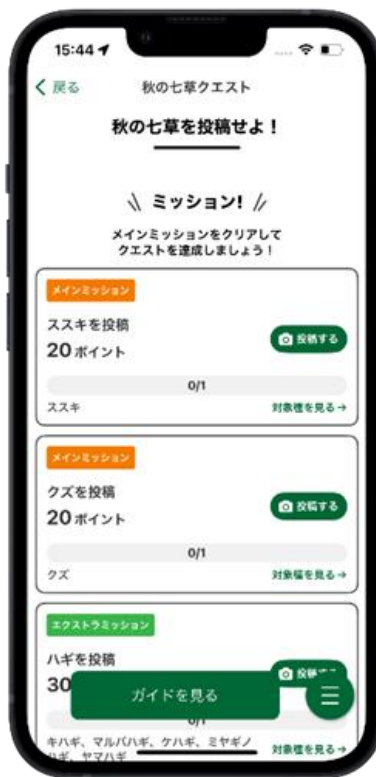 15:44
戻る
秋の七草クエスト
秋の七草を投稿せよ！
ミッション!
メインミッションをクリアして
クエストを達成しましょう！
メインミッション
ススキを投稿
20ポイント
投稿する
0/1
ススキ
対象種を見る→
メインミッション
クズを投稿
20ポイント
投稿する
0/1
クズ
対象種を見る→
エクストラミッション
ハギを投稿
30
ガイドを見る
0/1
キハギ、マルバハギ、ケハギ、ミヤギノ
ハギ、ヤマハギ
対象種を見る→